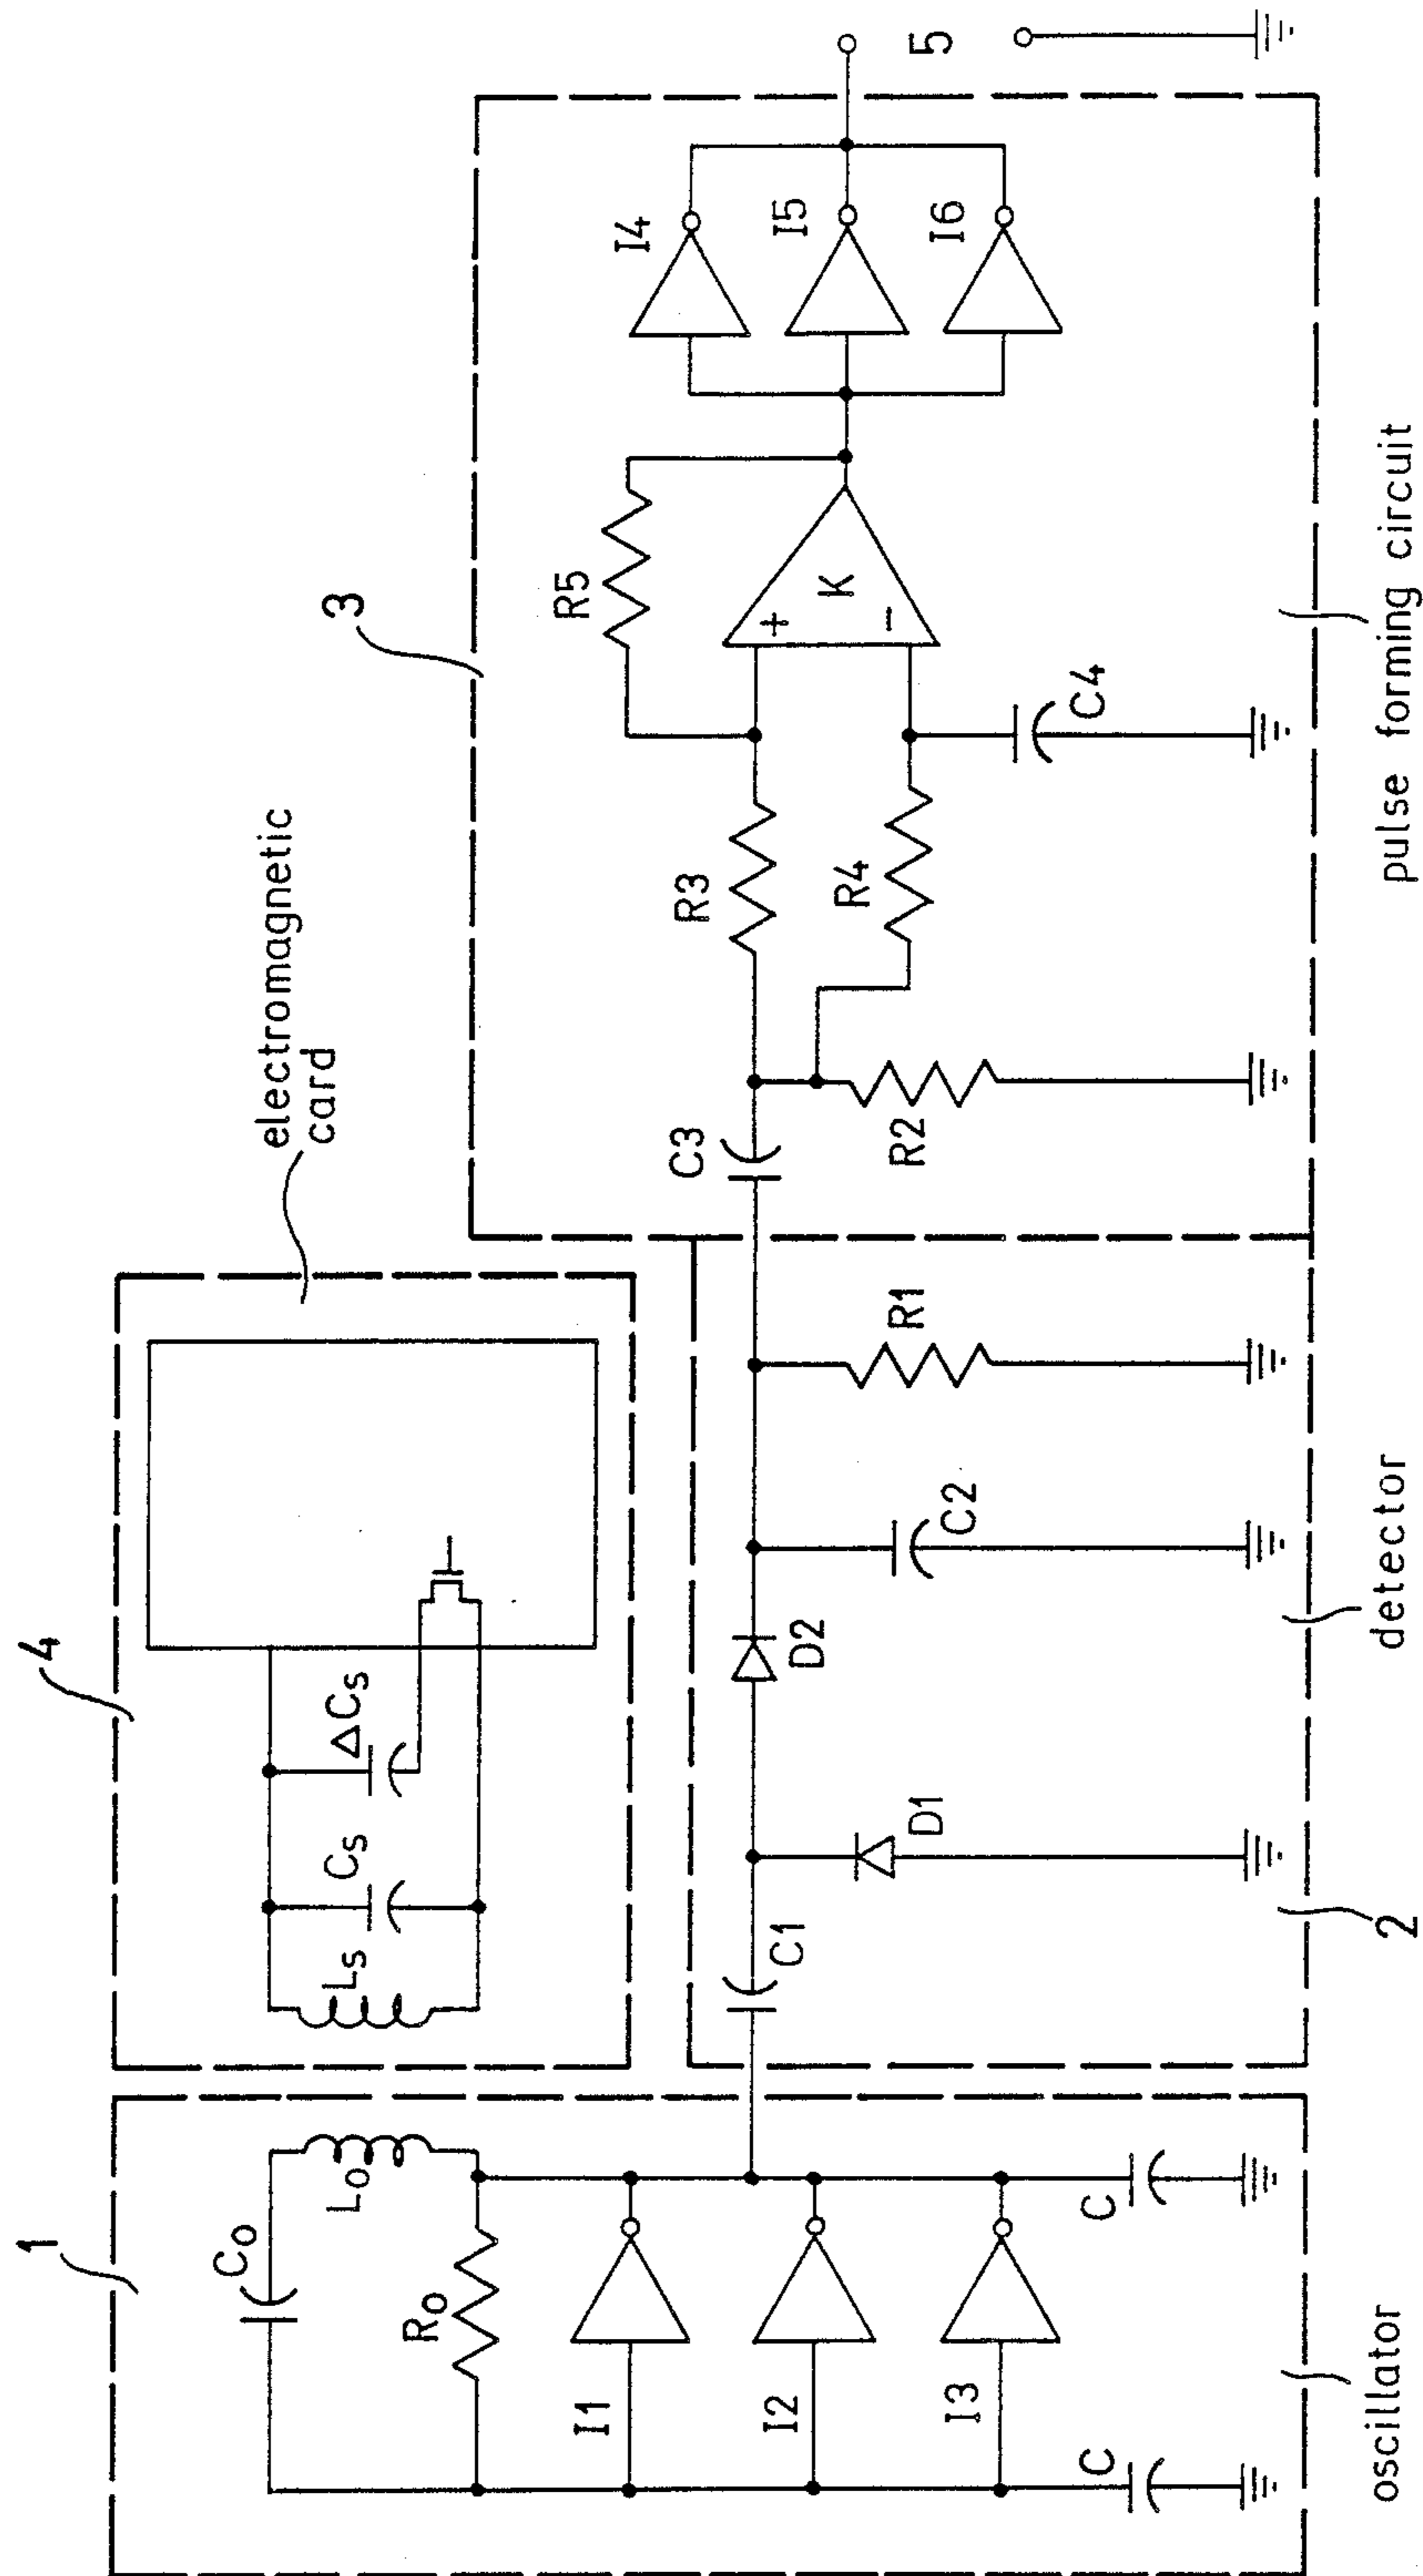 1
C₀
L₀
R₀
I1
I2
I3
C
C
oscillator
4
Ls
Cs
ΔCs
electromagnetic
card
C1
D1
D2
C2
R1
2
detector
3
C3
R2
R3
R4
R5
C4
+
K
−
I4
I5
I6
pulse forming circuit
5